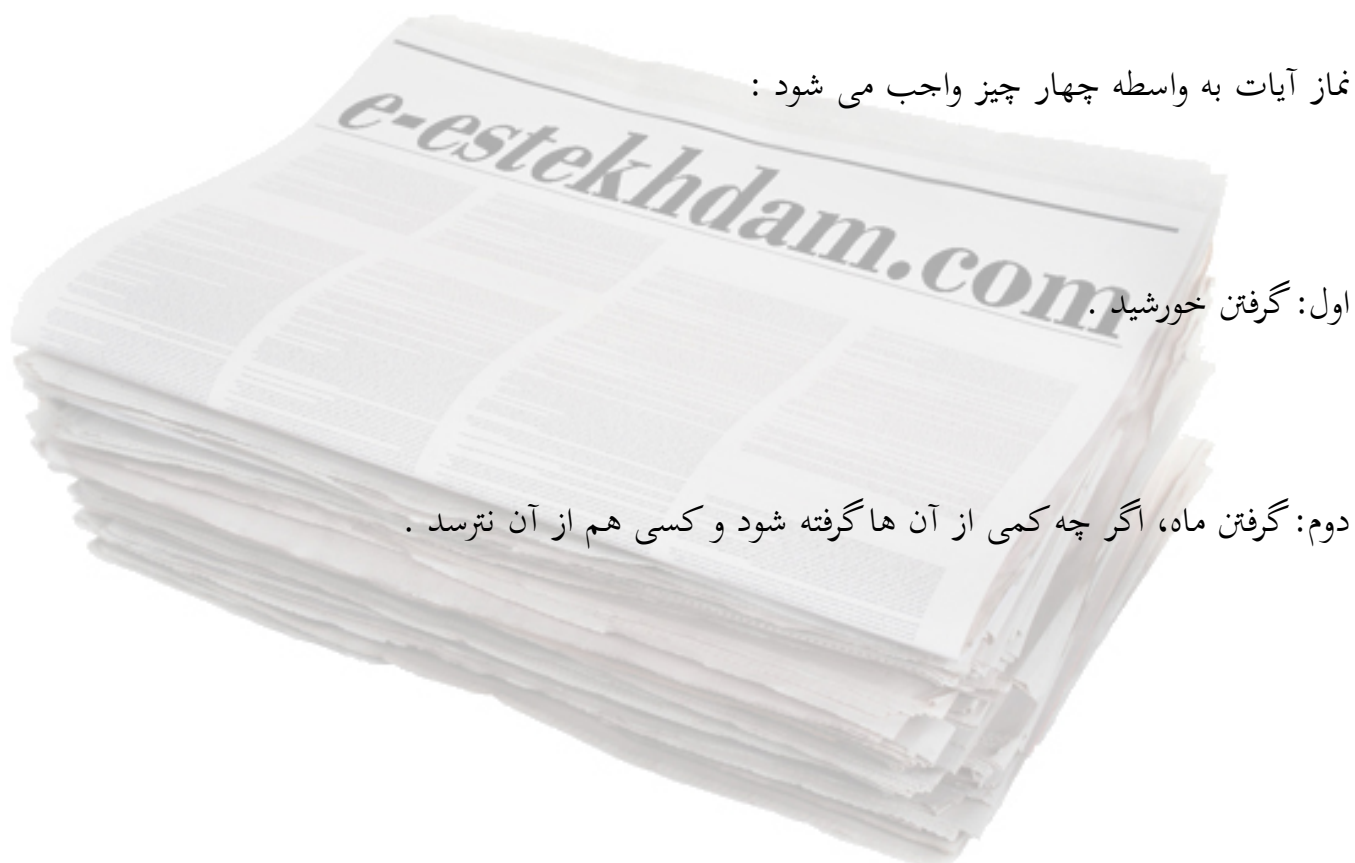 نماز آیات به واسطه چهار چیز واجب می شود :
e-estekhdam.com
اول: گرفتن خورشید .
دوم: گرفتن ماه، اگر چه کمی از آن ها گرفته شود و کسی هم از آن نترسد .